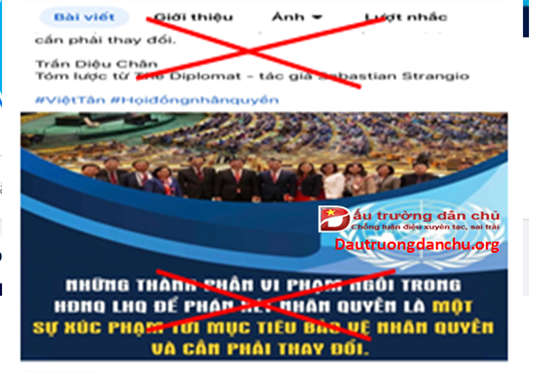 Bài viết Giới thiệu Ảnh Lượt nhắc
cần phải thay đổi.
Trần Diệu Chân
Tóm lược từ The Diplomat – tác giả Sebastian Strangio
#ViệtTân #Hộiđồngnhânquyền
Đấu trường dân chủ
Chống luận điệu xuyên tạc, sai trái
Dautruongdanchu.org
NHỮNG THÀNH PHẦN VI PHẠM NGỒI TRONG
HĐNQ LHQ ĐỂ PHÁN XÉT NHÂN QUYỀN LÀ MỘT
SỰ XÚC PHẠM TỚI MỤC TIÊU BẢO VỆ NHÂN QUYỀN
VÀ CẦN PHẢI THAY ĐỔI.